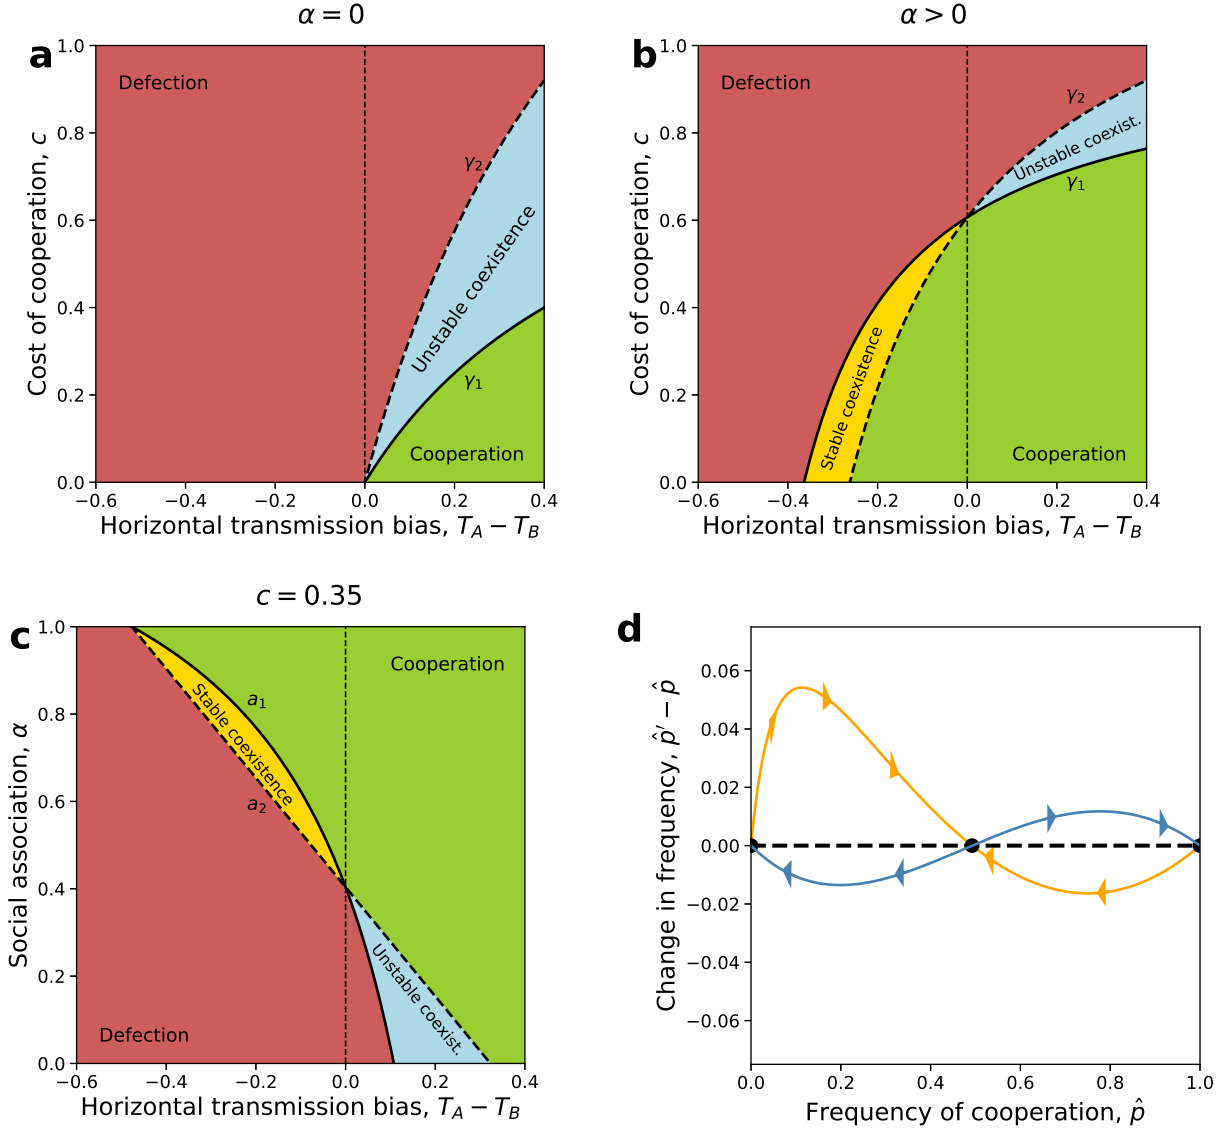 α = 0
a
1.0
0.8
0.6
0.4
0.2
0.0
Cost of cooperation, c
Defection
γ₂
Unstable coexistence
γ₁
Cooperation
−0.6 −0.4 −0.2 0.0 0.2 0.4
Horizontal transmission bias, T_A − T_B
α > 0
b
1.0
0.8
0.6
0.4
0.2
0.0
Cost of cooperation, c
Defection
γ₂
Unstable coexist.
γ₁
Stable coexistence
Cooperation
−0.6 −0.4 −0.2 0.0 0.2 0.4
Horizontal transmission bias, T_A − T_B
c = 0.35
c
1.0
0.8
0.6
0.4
0.2
0.0
Social association, α
Cooperation
a₁
Stable coexistence
a₂
Unstable coexist.
Defection
−0.6 −0.4 −0.2 0.0 0.2 0.4
Horizontal transmission bias, T_A − T_B
d
0.06
0.04
0.02
0.00
−0.02
−0.04
−0.06
Change in frequency, p̂′ − p̂
0.0 0.2 0.4 0.6 0.8 1.0
Frequency of cooperation, p̂